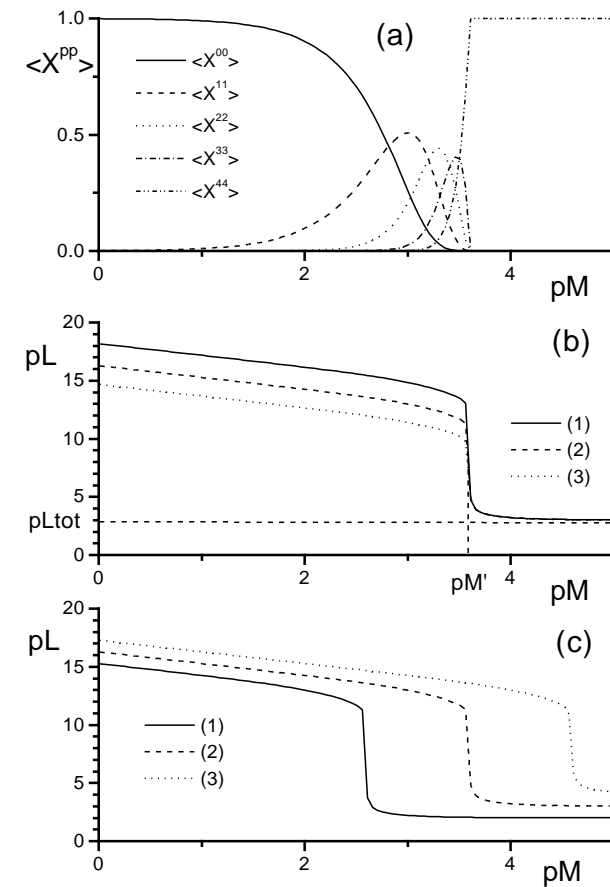 (a)
1.0
<X^pp>
<X^00>
<X^11>
<X^22>
<X^33>
<X^44>
0.5
0.0
0 2 4
pM
(b)
20
pL
15
10
5
pLtot
0
(1)
(2)
(3)
0 2 pM' 4
pM
(c)
20
pL
15
10
5
0
(1)
(2)
(3)
0 2 4
pM